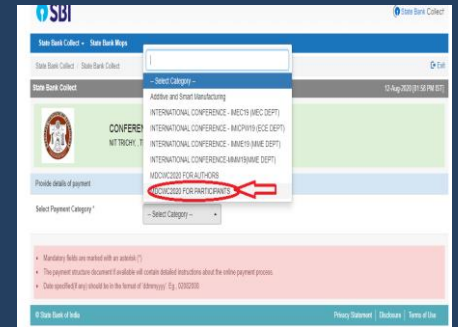 SBI
State Bank Collect
State Bank Collect - State Bank Mops
State Bank Collect / State Bank Collect
Exit
State Bank Collect
12-Aug-2020 [01:58 PM IST]
-- Select Category --
Additive and Smart Manufacturing
INTERNATIONAL CONFERENCE - IMEC19 (MEC DEPT)
INTERNATIONAL CONFERENCE - IMICPW19 (ECE DEPT)
INTERNATIONAL CONFERENCE - IMME19 (MME DEPT)
INTERNATIONAL CONFERENCE-IMMM19(MME DEPT)
MDCWC2020 FOR AUTHORS
MDCWC2020 FOR PARTICIPANTS
CONFEREN
NIT TRICHY, , T
Provide details of payment
Select Payment Category *
-- Select Category --
Mandatory fields are marked with an asterisk (*)
The payment structure document if available will contain detailed instructions about the online payment process.
Date specified(if any) should be in the format of 'ddmmyyyy'. Eg., 02082008
© State Bank of India
Privacy Statement | Disclosure | Terms of Use